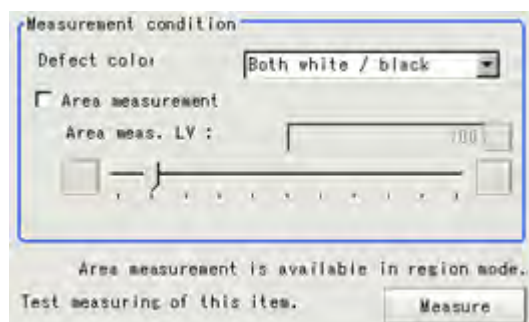 Measurement condition
Defect color
Both white / black
Area measurement
Area meas. LV :
100
Area measurement is available in region mode.
Test measuring of this item.
Measure